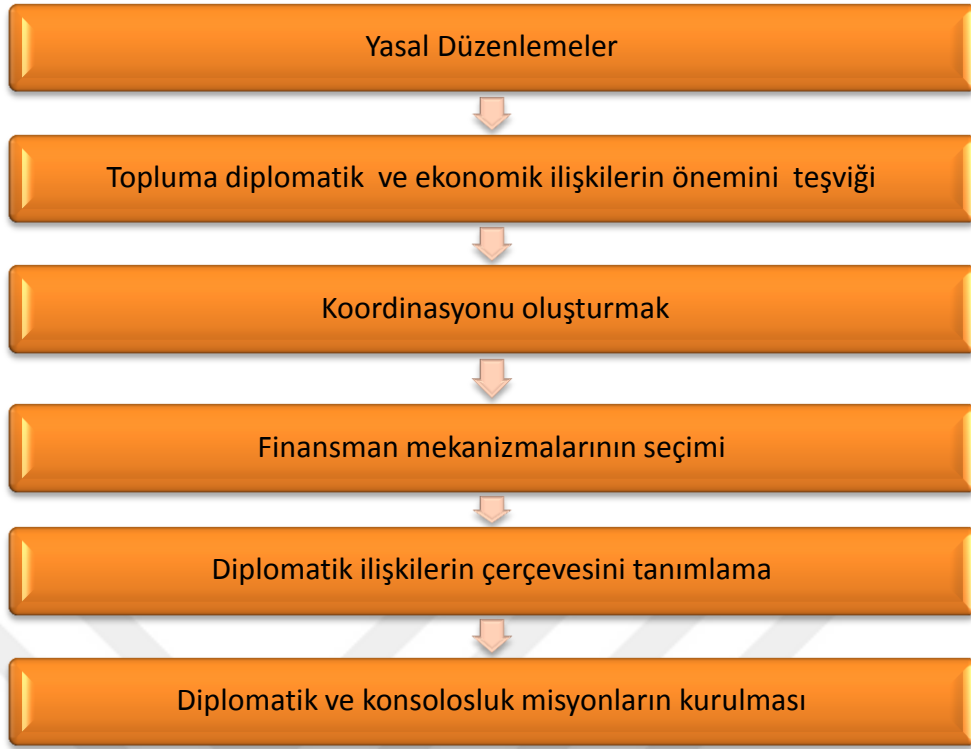 Yasal Düzenlemeler
Topluma diplomatik ve ekonomik ilişkilerin önemini teşviği
Koordinasyonu oluşturmak
Finansman mekanizmalarının seçimi
Diplomatik ilişkilerin çerçevesini tanımlama
Diplomatik ve konsolosluk misyonların kurulması